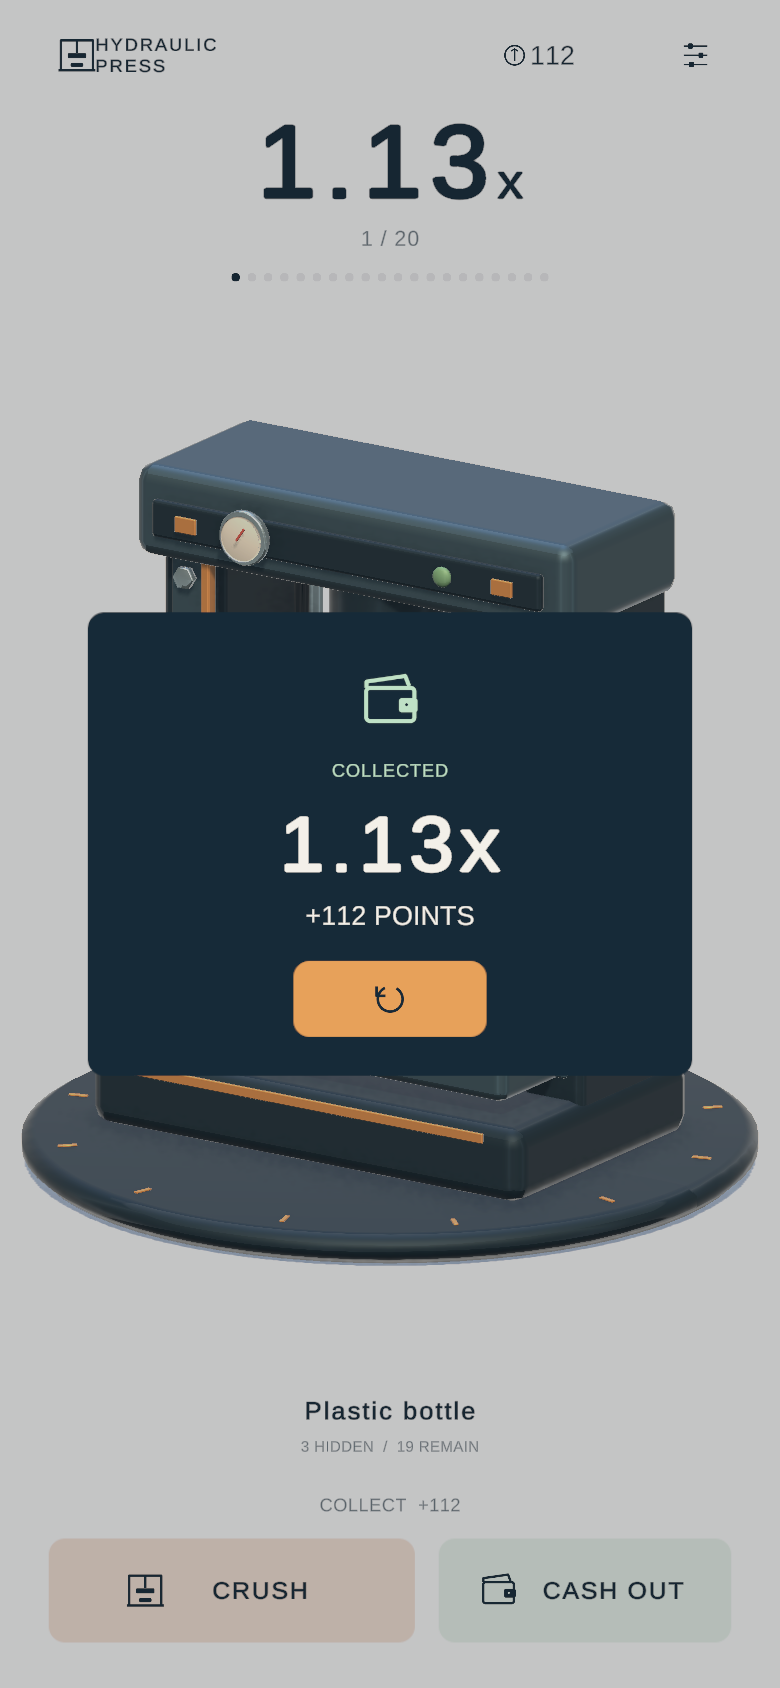 HYDRAULIC
PRESS
112
1.13x
1 / 20
COLLECTED
1.13x
+112 POINTS
Plastic bottle
3 HIDDEN / 19 REMAIN
COLLECT +112
CRUSH
CASH OUT